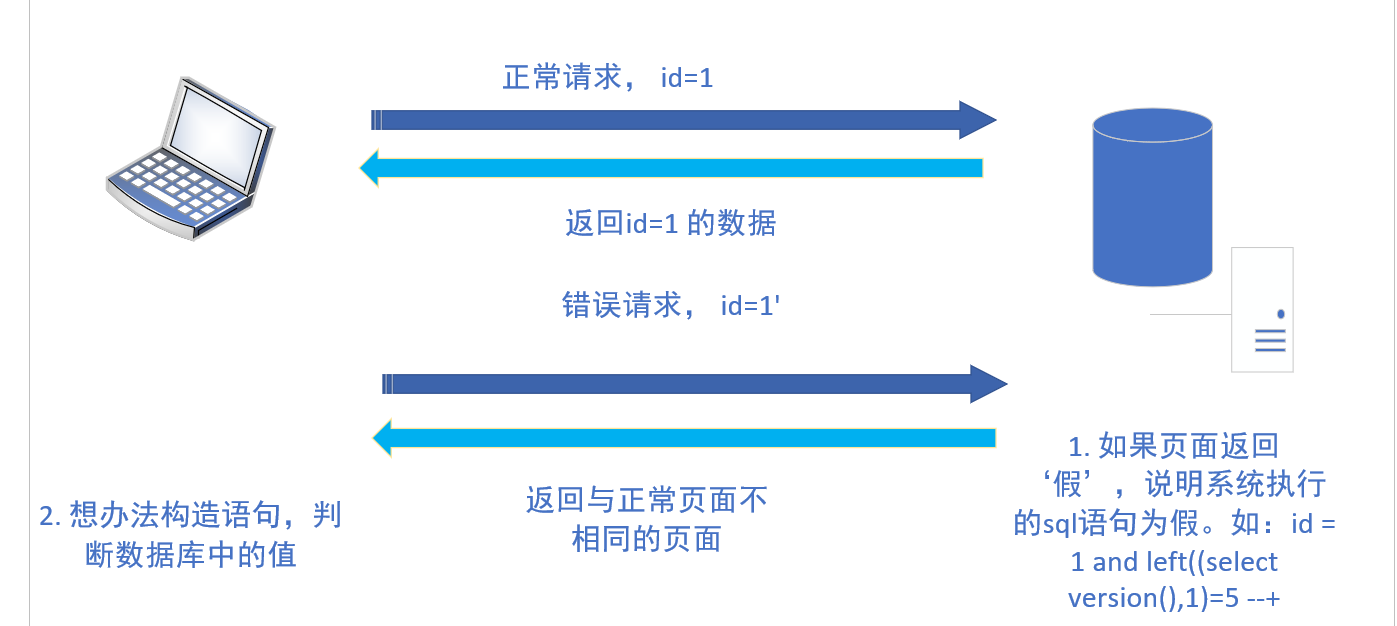 正常请求， id=1
返回id=1 的数据
错误请求， id=1'
返回与正常页面不
相同的页面
1. 如果页面返回
‘假’，说明系统执行
的sql语句为假。如：id =
1 and left((select
version(),1)=5 --+
2. 想办法构造语句，判
断数据库中的值